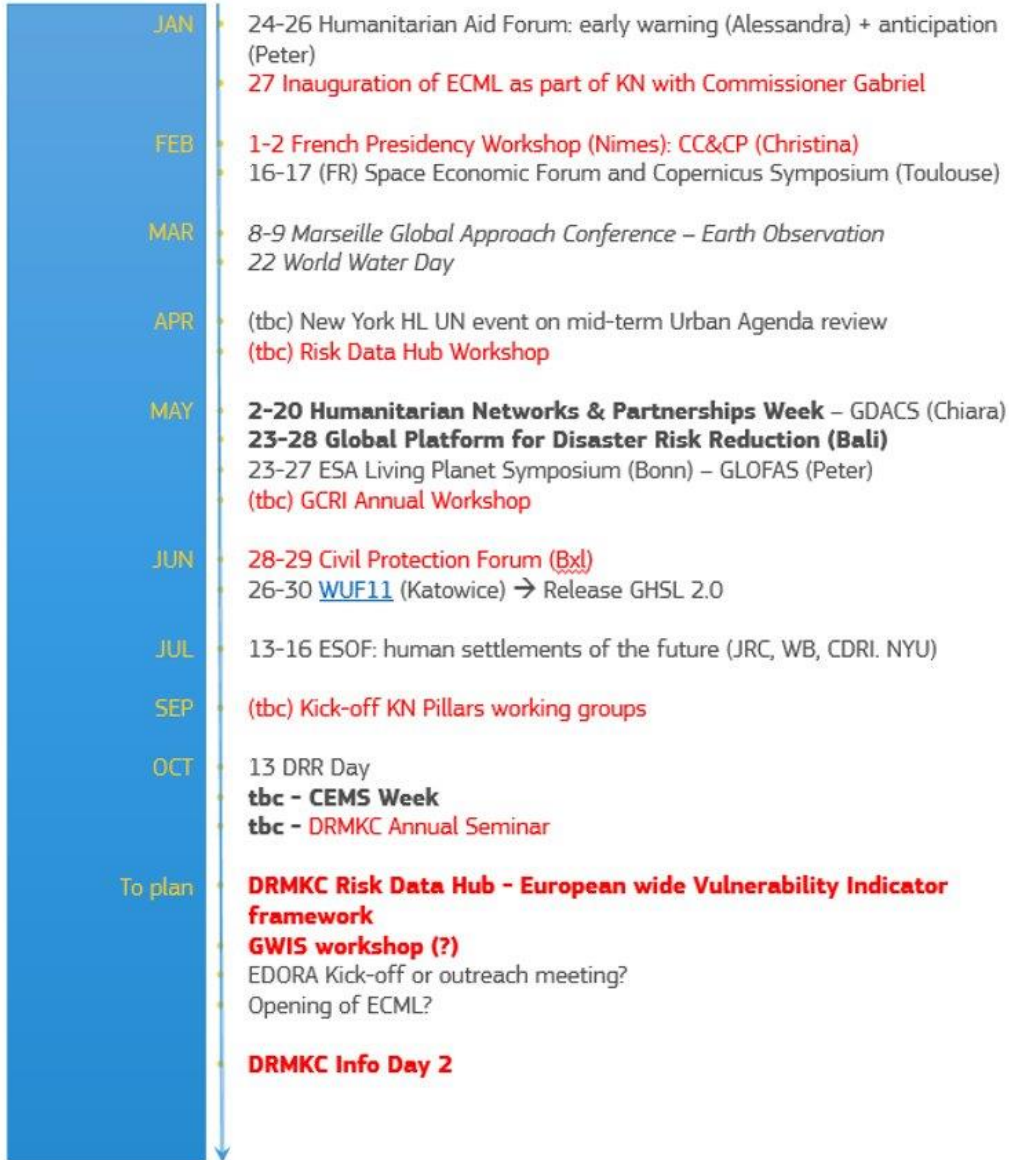 JAN
24-26 Humanitarian Aid Forum: early warning (Alessandra) + anticipation
(Peter)
27 Inauguration of ECML as part of KN with Commissioner Gabriel
FEB
1-2 French Presidency Workshop (Nimes): CC&CP (Christina)
16-17 (FR) Space Economic Forum and Copernicus Symposium (Toulouse)
MAR
8-9 Marseille Global Approach Conference – Earth Observation
22 World Water Day
APR
(tbc) New York HL UN event on mid-term Urban Agenda review
(tbc) Risk Data Hub Workshop
MAY
2-20 Humanitarian Networks & Partnerships Week – GDACS (Chiara)
23-28 Global Platform for Disaster Risk Reduction (Bali)
23-27 ESA Living Planet Symposium (Bonn) – GLOFAS (Peter)
(tbc) GCRI Annual Workshop
JUN
28-29 Civil Protection Forum (Bxl)
26-30 WUF11 (Katowice) → Release GHSL 2.0
JUL
13-16 ESOF: human settlements of the future (JRC, WB, CDRI. NYU)
SEP
(tbc) Kick-off KN Pillars working groups
OCT
13 DRR Day
tbc - CEMS Week
tbc - DRMKC Annual Seminar
To plan
DRMKC Risk Data Hub - European wide Vulnerability Indicator
framework
GWIS workshop (?)
EDORA Kick-off or outreach meeting?
Opening of ECML?
DRMKC Info Day 2